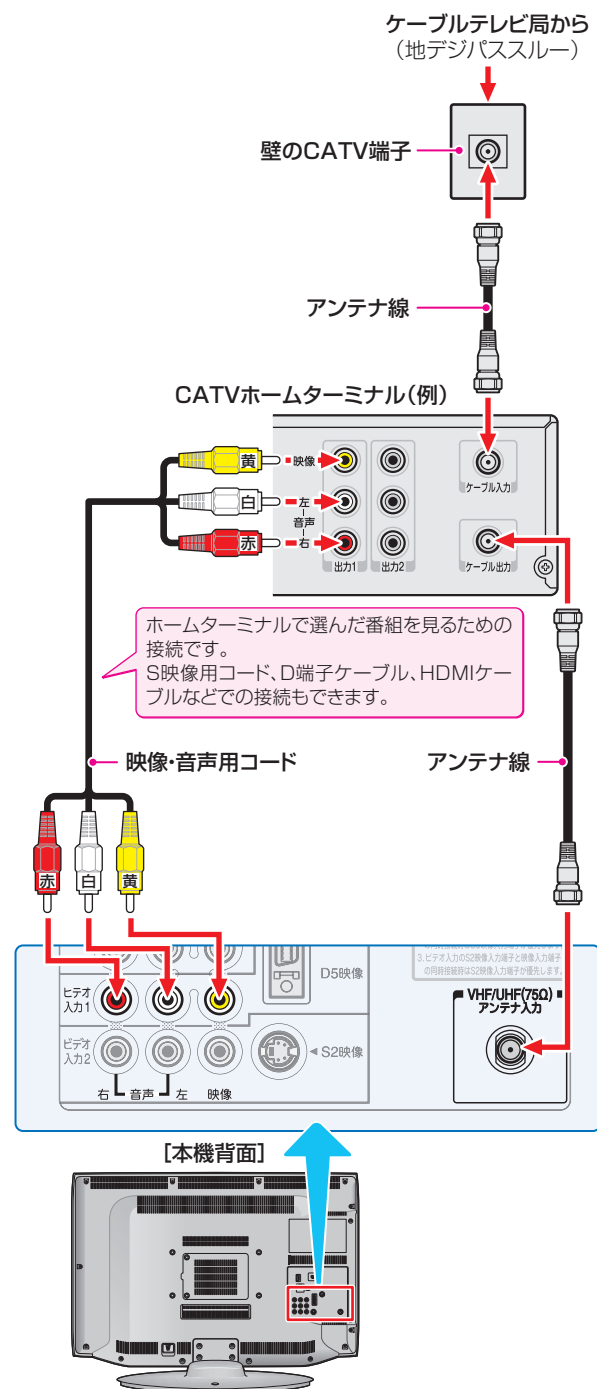 ケーブルテレビ局から
（地デジパススルー）
壁のCATV端子
アンテナ線
CATVホームターミナル（例）
黄
映像
白
左
音声
赤
右
出力1
出力2
ケーブル入力
ケーブル出力
ホームターミナルで選んだ番組を見るための
接続です。
S映像用コード、D端子ケーブル、HDMIケー
ブルなどでの接続もできます。
映像・音声用コード
アンテナ線
赤
白
黄
D5映像
3.ビデオ入力のS2映像入力端子と映像入力端子
の同時接続時はS2映像入力端子が優先します。
ビデオ
入力1
VHF/UHF(75Ω)
アンテナ入力
ビデオ
入力2
S2映像
右 音声 左 映像
［本機背面］